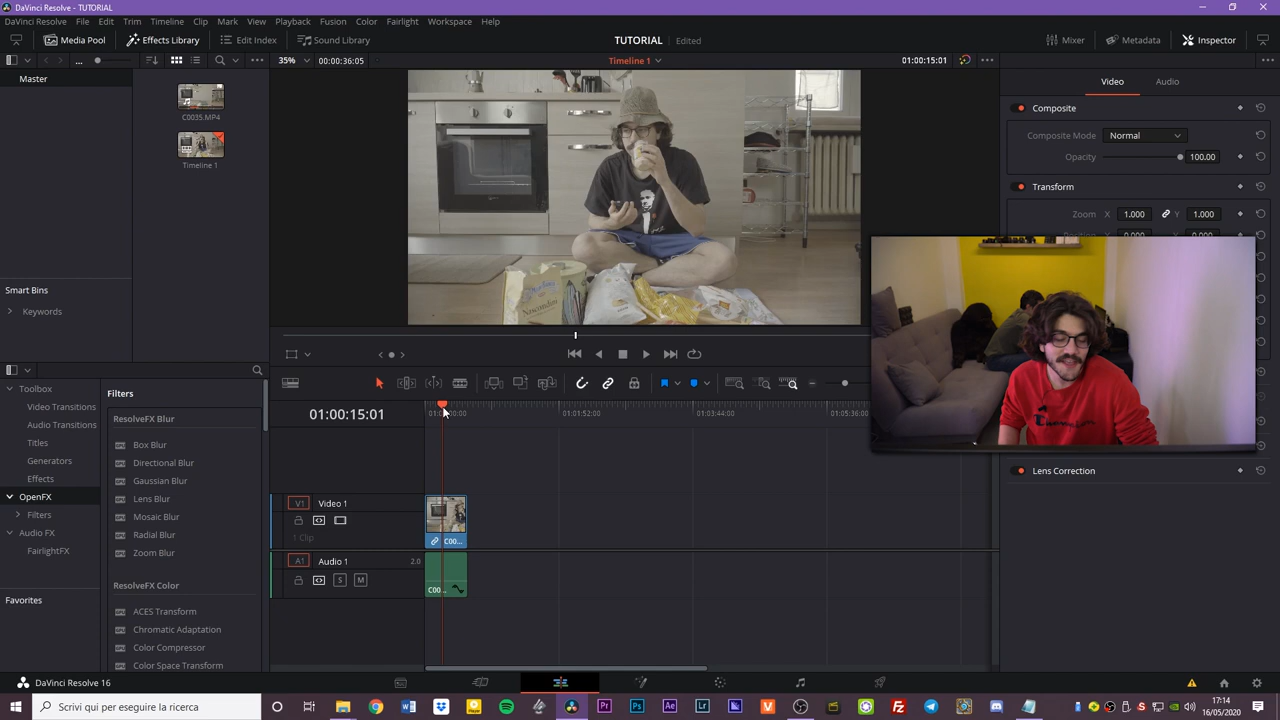 DaVinci Resolve - TUTORIAL
DaVinci Resolve File Edit Trim Timeline Clip Mark View Playback Fusion Color Fairlight Workspace Help
Media Pool Effects Library Edit Index Sound Library TUTORIAL Edited Mixer Metadata Inspector
35% 00:00:36:05 Timeline 1 01:00:15:01
Master
C0035.MP4
Timeline 1
Smart Bins
Keywords
Video Audio
Composite
Composite Mode Normal
Opacity 100.00
Transform
Zoom X 1.000 Y 1.000
Lens Correction
Toolbox
Video Transitions
Audio Transitions
Titles
Generators
Effects
OpenFX
Filters
Audio FX
FairlightFX
Favorites
Filters
ResolveFX Blur
Box Blur
Directional Blur
Gaussian Blur
Lens Blur
Mosaic Blur
Radial Blur
Zoom Blur
ResolveFX Color
ACES Transform
Chromatic Adaptation
Color Compressor
Color Space Transform
01:00:15:01
01:01:52:00 01:03:44:00 01:05:36:0
V1 Video 1
1 Clip
C00...
A1 Audio 1 2.0
S M
C00...
DaVinci Resolve 16
Scrivi qui per eseguire la ricerca
17:14
16/05/2020